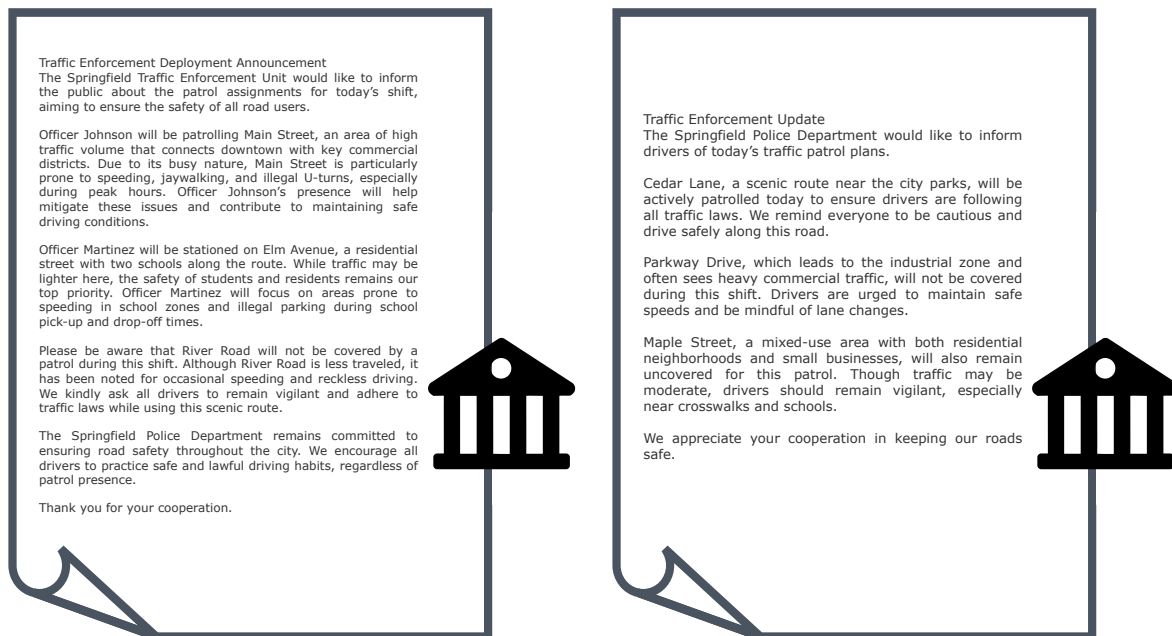 Traffic Enforcement Deployment Announcement
The Springfield Traffic Enforcement Unit would like to inform
the public about the patrol assignments for today's shift,
aiming to ensure the safety of all road users.
Officer Johnson will be patrolling Main Street, an area of high
traffic volume that connects downtown with key commercial
districts. Due to its busy nature, Main Street is particularly
prone to speeding, jaywalking, and illegal U-turns, especially
during peak hours. Officer Johnson's presence will help
mitigate these issues and contribute to maintaining safe
driving conditions.
Officer Martinez will be stationed on Elm Avenue, a residential
street with two schools along the route. While traffic may be
lighter here, the safety of students and residents remains our
top priority. Officer Martinez will focus on areas prone to
speeding in school zones and illegal parking during school
pick-up and drop-off times.
Please be aware that River Road will not be covered by a
patrol during this shift. Although River Road is less traveled, it
has been noted for occasional speeding and reckless driving.
We kindly ask all drivers to remain vigilant and adhere to
traffic laws while using this scenic route.
The Springfield Police Department remains committed to
ensuring road safety throughout the city. We encourage all
drivers to practice safe and lawful driving habits, regardless of
patrol presence.
Thank you for your cooperation.
Traffic Enforcement Update
The Springfield Police Department would like to inform
drivers of today's traffic patrol plans.
Cedar Lane, a scenic route near the city parks, will be
actively patrolled today to ensure drivers are following
all traffic laws. We remind everyone to be cautious and
drive safely along this road.
Parkway Drive, which leads to the industrial zone and
often sees heavy commercial traffic, will not be covered
during this shift. Drivers are urged to maintain safe
speeds and be mindful of lane changes.
Maple Street, a mixed-use area with both residential
neighborhoods and small businesses, will also remain
uncovered for this patrol. Though traffic may be
moderate, drivers should remain vigilant, especially
near crosswalks and schools.
We appreciate your cooperation in keeping our roads
safe.